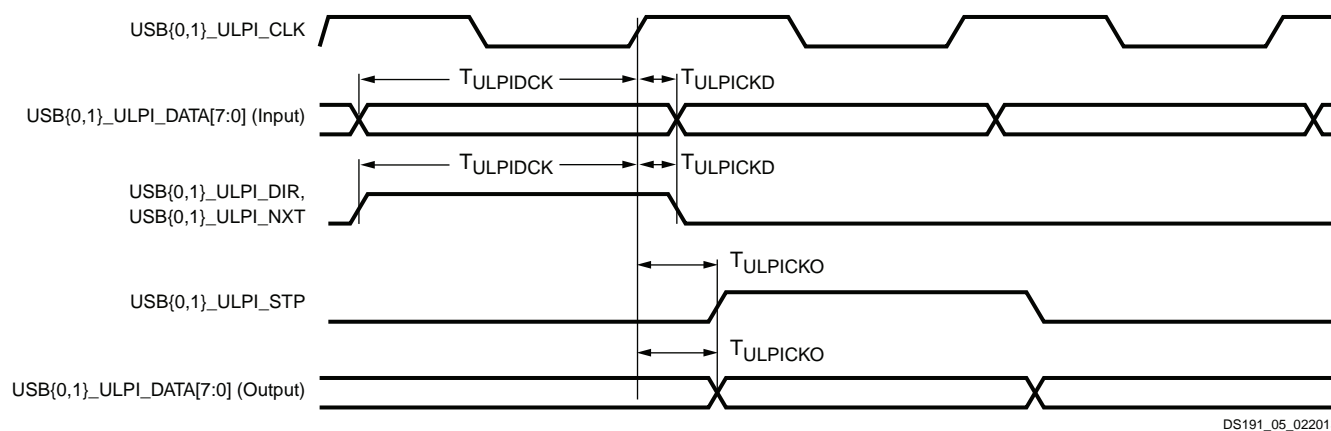 USB{0,1}_ULPI_CLK
TULPIDCK TULPICKD
USB{0,1}_ULPI_DATA[7:0] (Input)
TULPIDCK TULPICKD
USB{0,1}_ULPI_DIR,
USB{0,1}_ULPI_NXT
TULPICKO
USB{0,1}_ULPI_STP
TULPICKO
USB{0,1}_ULPI_DATA[7:0] (Output)
DS191_05_02201